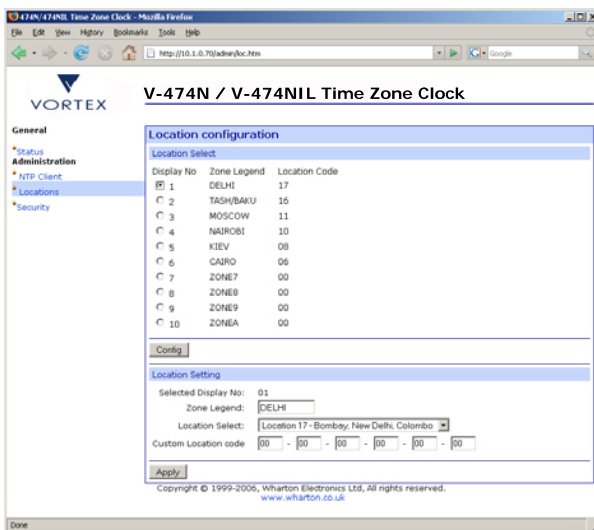 474N/474NIL Time Zone Clock - Mozilla Firefox
File Edit View History Bookmarks Tools Help
http://10.1.0.70/admin/loc.htm
Google
VORTEX
V-474N / V-474NIL Time Zone Clock
General
Status
Administration
NTP Client
Locations
Security
Location configuration
Location Select
Display No Zone Legend Location Code
1 DELHI 17
2 TASH/BAKU 16
3 MOSCOW 11
4 NAIROBI 10
5 KIEV 08
6 CAIRO 06
7 ZONE7 00
8 ZONE8 00
9 ZONE9 00
10 ZONEA 00
Config
Location Setting
Selected Display No: 01
Zone Legend: DELHI
Location Select: Location 17 - Bombay, New Delhi, Colombo
Custom Location code 00 - 00 - 00 - 00 - 00 - 00
Apply
Copyright © 1999-2006, Wharton Electronics Ltd, All rights reserved.
www.wharton.co.uk
Done